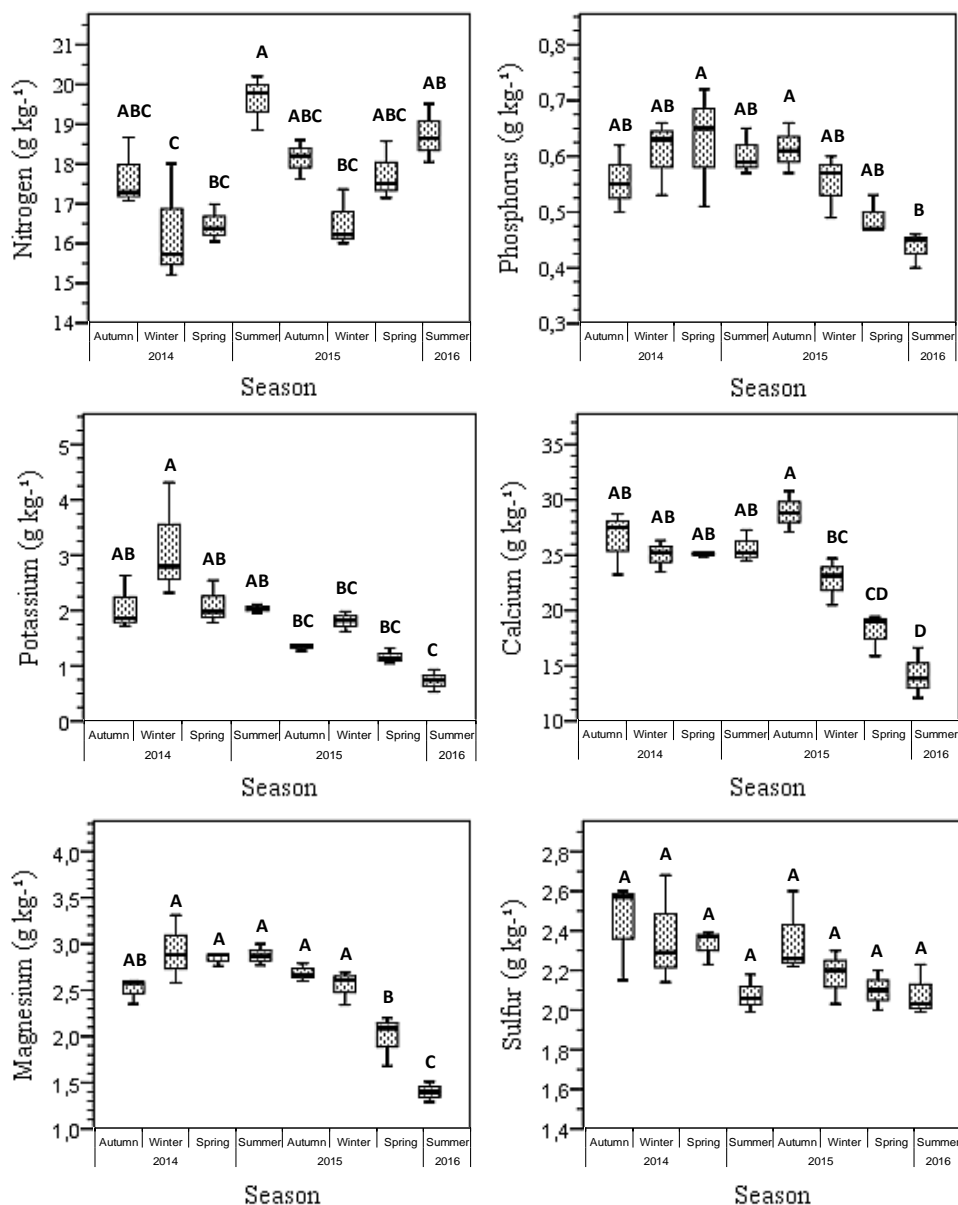 Nitrogen (g kg-¹)
21
20
19
18
17
16
15
14
ABC
C
BC
A
ABC
BC
ABC
AB
Autumn Winter Spring Summer Autumn Winter Spring Summer
2014 2015 2016
Season
Phosphorus (g kg-¹)
0,8
0,7
0,6
0,5
0,4
0,3
AB
AB
A
AB
A
AB
AB
B
Autumn Winter Spring Summer Autumn Winter Spring Summer
2014 2015 2016
Season
Potassium (g kg-¹)
5
4
3
2
1
0
AB
A
AB
AB
BC
BC
BC
C
Autumn Winter Spring Summer Autumn Winter Spring Summer
2014 2015 2016
Season
Calcium (g kg-¹)
35
30
25
20
15
10
AB
AB
AB
AB
A
BC
CD
D
Autumn Winter Spring Summer Autumn Winter Spring Summer
2014 2015 2016
Season
Magnesium (g kg-¹)
4,0
3,5
3,0
2,5
2,0
1,5
1,0
AB
A
A
A
A
A
B
C
Autumn Winter Spring Summer Autumn Winter Spring Summer
2014 2015 2016
Season
Sulfur (g kg-¹)
2,8
2,6
2,4
2,2
2,0
1,8
1,6
1,4
A
A
A
A
A
A
A
A
Autumn Winter Spring Summer Autumn Winter Spring Summer
2014 2015 2016
Season